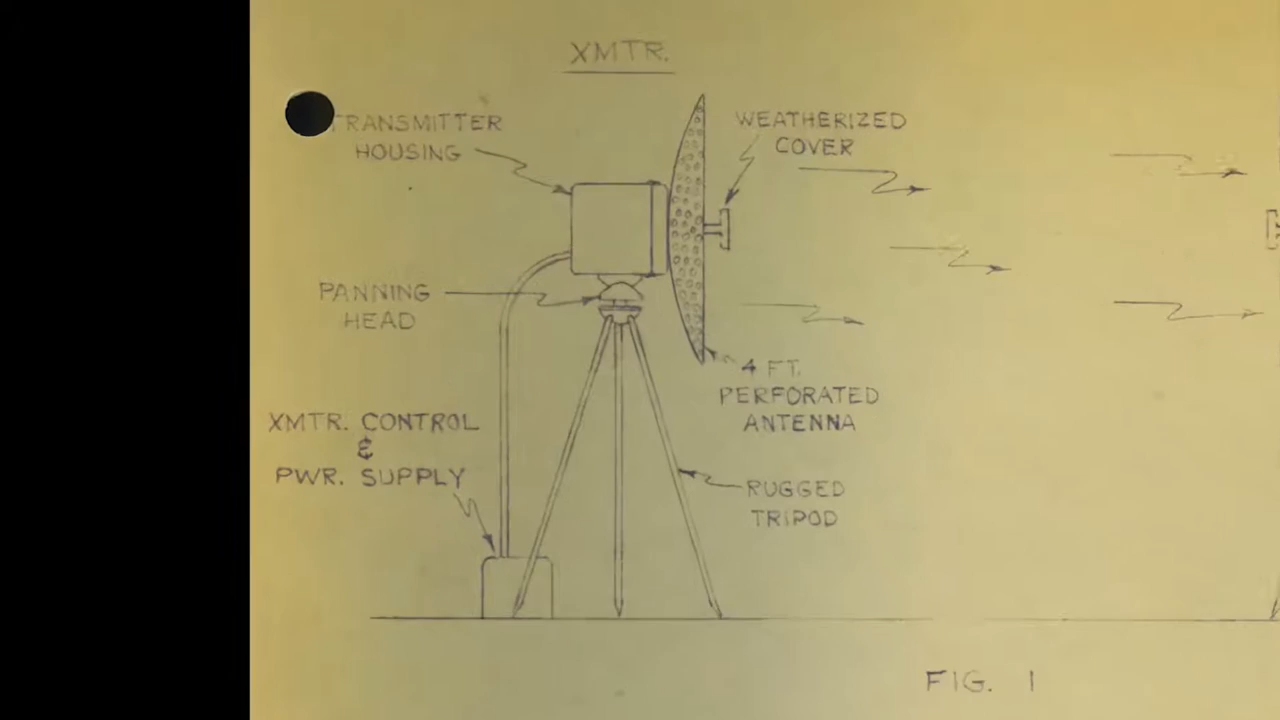 XMTR.
TRANSMITTER
HOUSING
WEATHERIZED
COVER
PANNING
HEAD
4 FT.
PERFORATED
ANTENNA
XMTR. CONTROL
&
PWR. SUPPLY
RUGGED
TRIPOD
FIG. 1